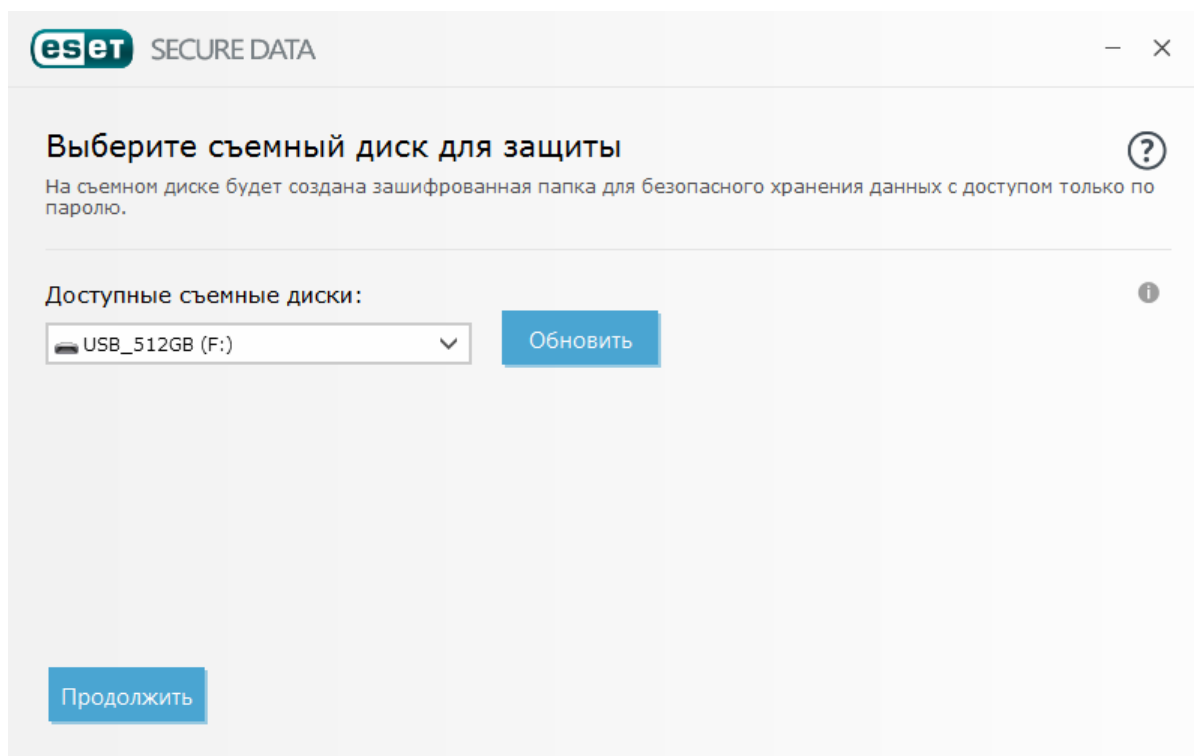 eset SECURE DATA
Выберите съемный диск для защиты
На съемном диске будет создана зашифрованная папка для безопасного хранения данных с доступом только по
паролю.
Доступные съемные диски:
USB_512GB (F:)
Обновить
Продолжить